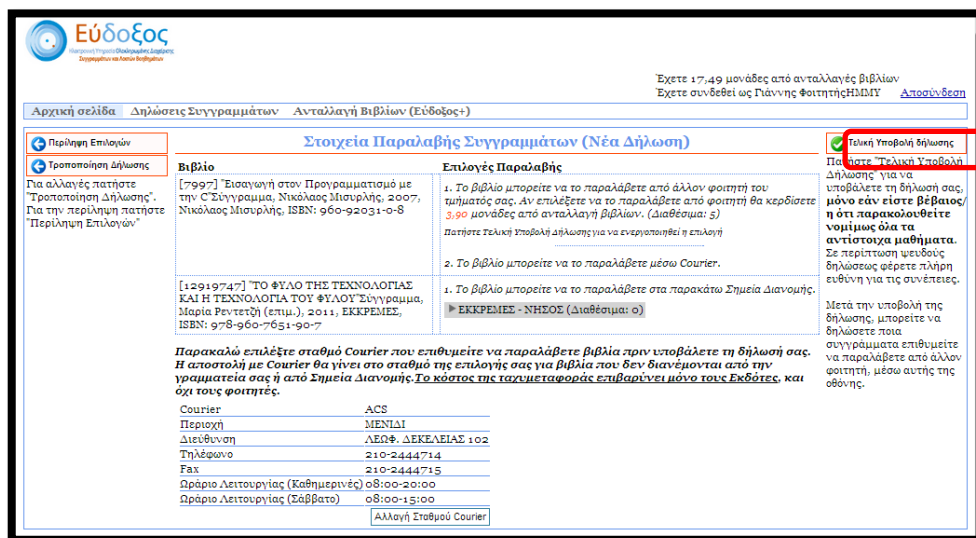 Εύδοξος
Ηλεκτρονική Υπηρεσία Ολοκληρωμένης Διαχείρισης
Συγγραμμάτων και Λοιπών Βοηθημάτων
Έχετε 17,49 μονάδες από ανταλλαγές βιβλίων
Έχετε συνδεθεί ως Γιάννης ΦοιτητήςΗΜΜΥ Αποσύνδεση
Αρχική σελίδα Δηλώσεις Συγγραμμάτων Ανταλλαγή Βιβλίων (Εύδοξος+)
Περίληψη Επιλογών
Τροποποίηση Δήλωσης
Για αλλαγές πατήστε
"Τροποποίηση Δήλωσης".
Για την περίληψη πατήστε
"Περίληψη Επιλογών"
Στοιχεία Παραλαβής Συγγραμμάτων (Νέα Δήλωση)
Βιβλίο Επιλογές Παραλαβής
[7997] "Εισαγωγή στον Προγραμματισμό με
την C"Σύγγραμμα, Νικόλαος Μισυρλής, 2007,
Νικόλαος Μισυρλής, ISBN: 960-92031-0-8
1. Το βιβλίο μπορείτε να το παραλάβετε από άλλον φοιτητή του
τμήματός σας. Αν επιλέξετε να το παραλάβετε από φοιτητή θα κερδίσετε
3,90 μονάδες από ανταλλαγή βιβλίων. (Διαθέσιμα: 5)
Πατήστε Τελική Υποβολή Δήλωσης για να ενεργοποιηθεί η επιλογή
2. Το βιβλίο μπορείτε να το παραλάβετε μέσω Courier.
[12919747] "ΤΟ ΦΥΛΟ ΤΗΣ ΤΕΧΝΟΛΟΓΙΑΣ
ΚΑΙ Η ΤΕΧΝΟΛΟΓΙΑ ΤΟΥ ΦΥΛΟΥ"Σύγγραμμα,
Μαρία Ρεντετζή (επιμ.), 2011, ΕΚΚΡΕΜΕΣ,
ISBN: 978-960-7651-90-7
1. Το βιβλίο μπορείτε να το παραλάβετε στα παρακάτω Σημεία Διανομής.
ΕΚΚΡΕΜΕΣ - ΝΗΣΟΣ (Διαθέσιμα: 0)
Παρακαλώ επιλέξτε σταθμό Courier που επιθυμείτε να παραλάβετε βιβλία πριν υποβάλετε τη δήλωσή σας.
Η αποστολή με Courier θα γίνει στο σταθμό της επιλογής σας για βιβλία που δεν διανέμονται από την
γραμματεία σας ή από Σημεία Διανομής.Το κόστος της ταχυμεταφοράς επιβαρύνει μόνο τους Εκδότες, και
όχι τους φοιτητές.
Courier ACS
Περιοχή ΜΕΝΙΔΙ
Διεύθυνση ΛΕΩΦ. ΔΕΚΕΛΕΙΑΣ 102
Τηλέφωνο 210-2444714
Fax 210-2444715
Ωράριο Λειτουργίας (Καθημερινές) 08:00-20:00
Ωράριο Λειτουργίας (Σάββατο) 08:00-15:00
Αλλαγή Σταθμού Courier
Τελική Υποβολή δήλωσης
Πατήστε "Τελική Υποβολή
Δήλωσης" για να
υποβάλετε τη δήλωσή σας,
μόνο εάν είστε βέβαιος/
η ότι παρακολουθείτε
νομίμως όλα τα
αντίστοιχα μαθήματα.
Σε περίπτωση ψευδούς
δηλώσεως φέρετε πλήρη
ευθύνη για τις συνέπειες.
Μετά την υποβολή της
δήλωσης, μπορείτε να
δηλώσετε ποια
συγγράμματα επιθυμείτε
να παραλάβετε από άλλον
φοιτητή, μέσω αυτής της
οθόνης.